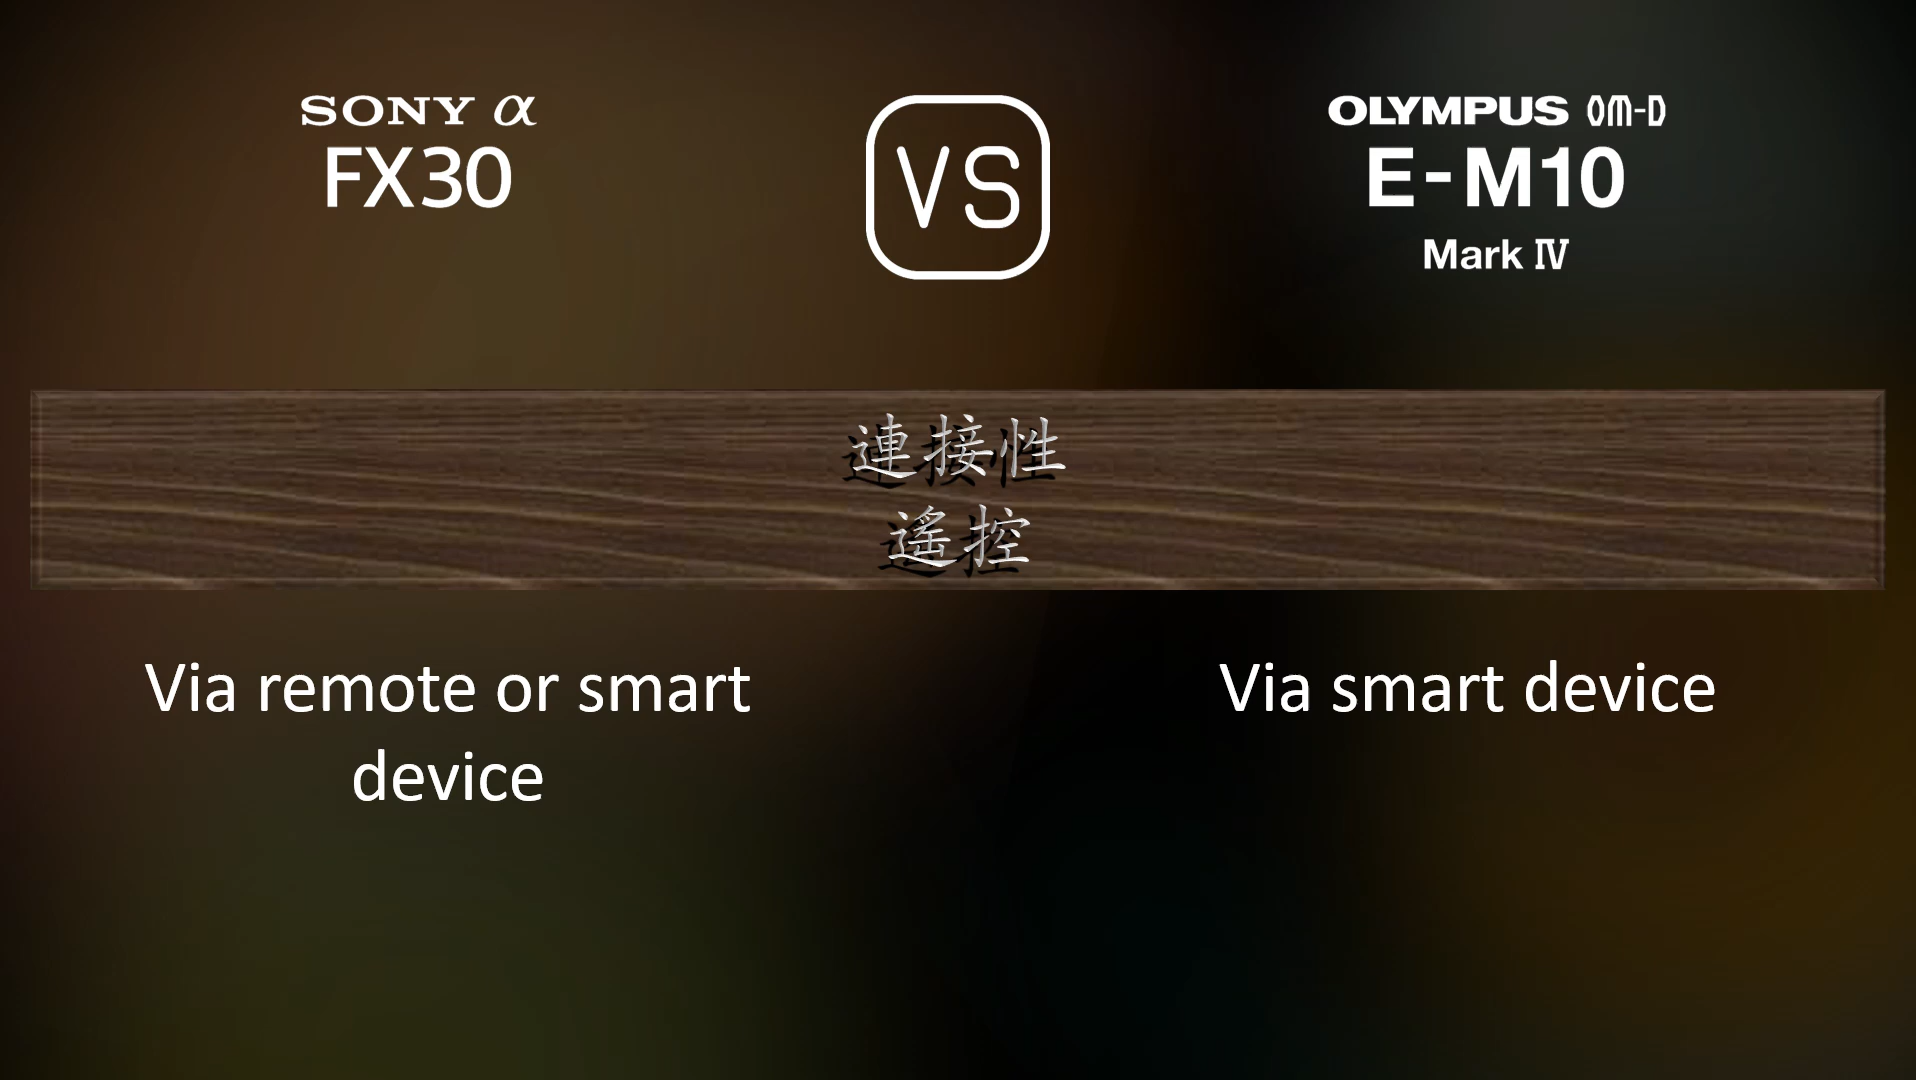 SONY α
FX30
VS
OLYMPUS OM-D
E-M10
Mark IV
連接性
遙控
Via remote or smart
device
Via smart device